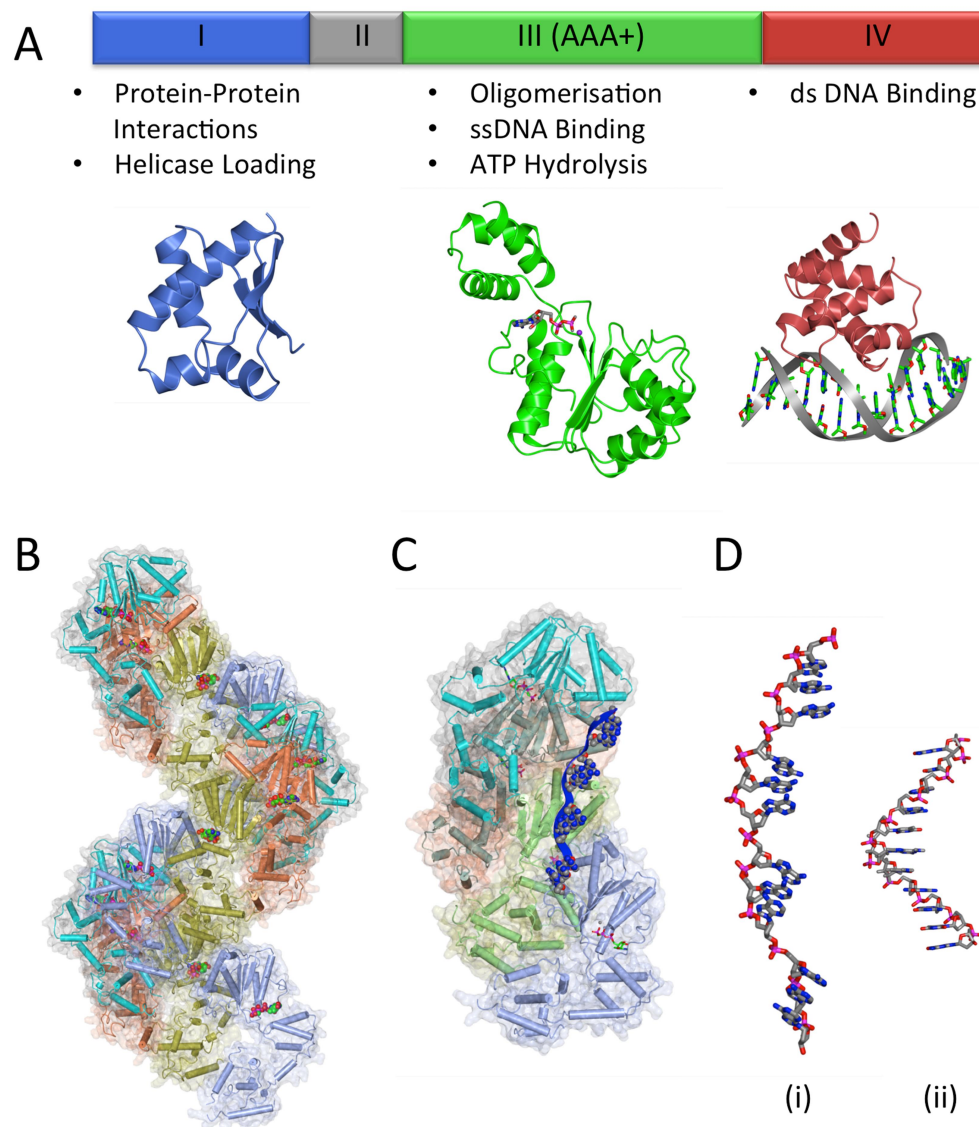 A
I
II
III (AAA+)
IV
• Protein-Protein
Interactions
• Helicase Loading
• Oligomerisation
• ssDNA Binding
• ATP Hydrolysis
• ds DNA Binding
B
C
D
(i)
(ii)